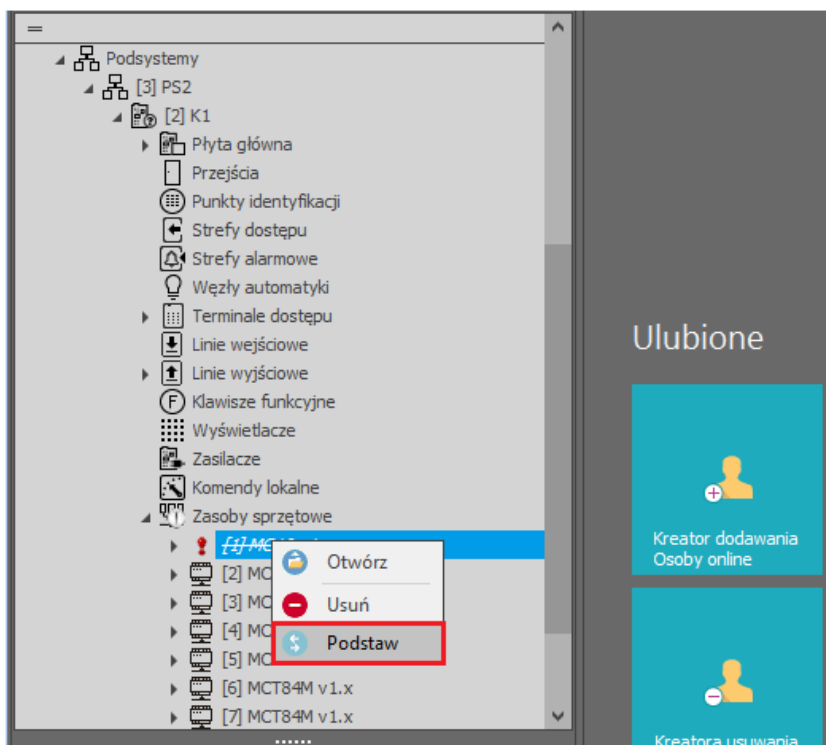 Podsystemy
[3] PS2
[2] K1
Płyta główna
Przejścia
Punkty identyfikacji
Strefy dostępu
Strefy alarmowe
Węzły automatyki
Terminale dostępu
Linie wejściowe
Linie wyjściowe
Klawisze funkcyjne
Wyświetlacze
Zasilacze
Komendy lokalne
Zasoby sprzętowe
[1]
[2] MC
[3] MC
[4] MC
[5] MC
[6] MCT84M v1.x
[7] MCT84M v1.x
Otwórz
Usuń
Podstaw
Ulubione
Kreator dodawania
Osoby online
Kreatora usuwania